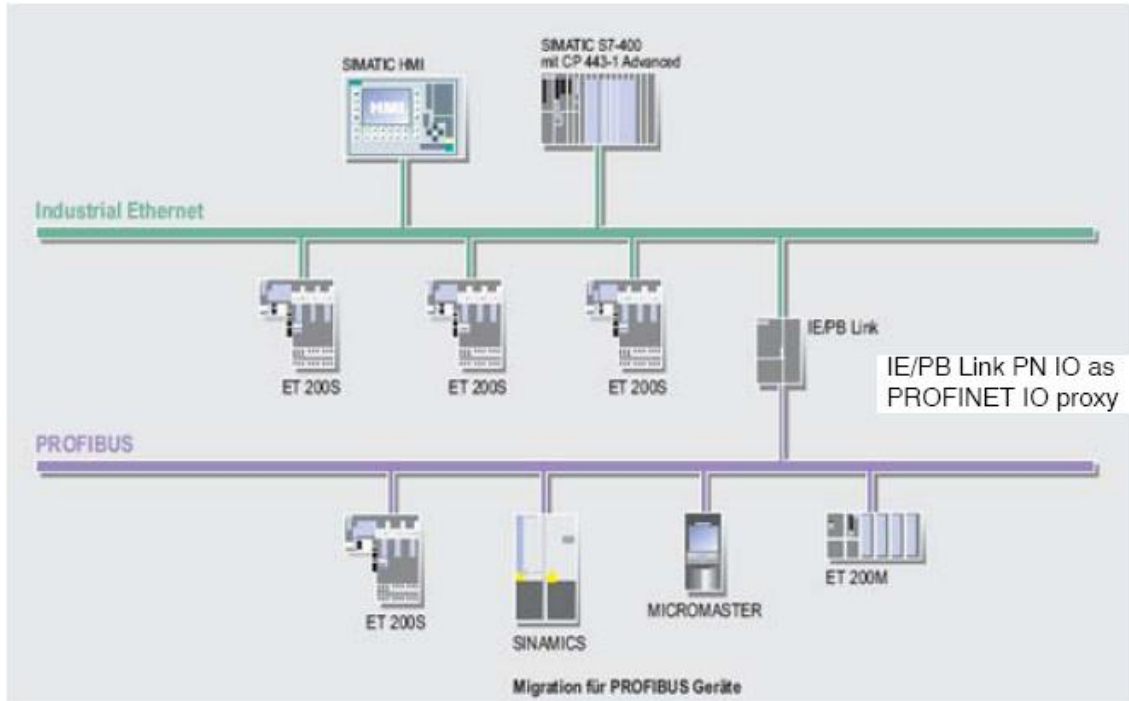 SIMATIC S7-400
mit CP 443-1 Advanced
SIMATIC HMI
HMI
Industrial Ethernet
ET 200S
ET 200S
ET 200S
IE/PB Link
IE/PB Link PN IO as
PROFINET IO proxy
PROFIBUS
ET 200S
SINAMICS
MICROMASTER
ET 200M
Migration für PROFIBUS Geräte